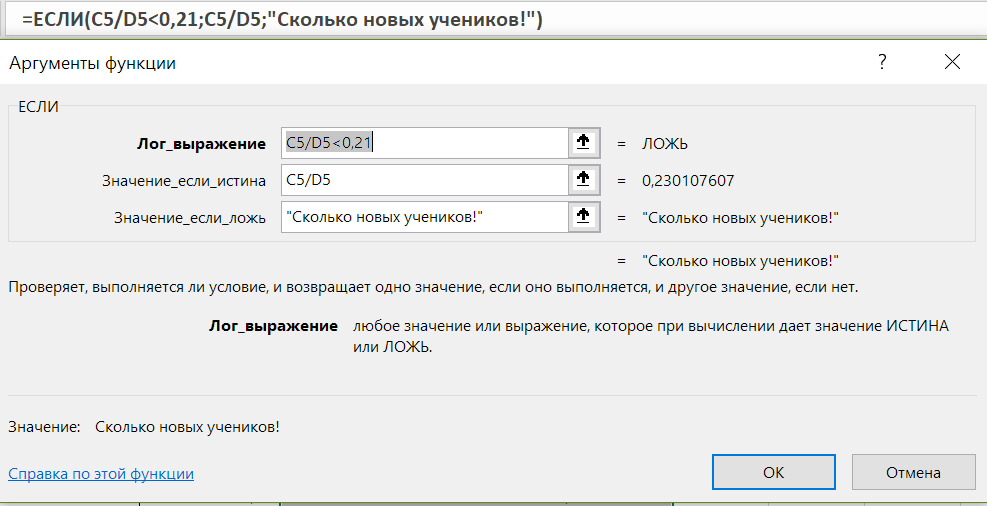 =ЕСЛИ(C5/D5<0,21;C5/D5;"Сколько новых учеников!")
Аргументы функции ?
ЕСЛИ
Лог_выражение C5/D5<0,21 = ЛОЖЬ
Значение_если_истина C5/D5 = 0,230107607
Значение_если_ложь "Сколько новых учеников!" = "Сколько новых учеников!"
= "Сколько новых учеников!"
Проверяет, выполняется ли условие, и возвращает одно значение, если оно выполняется, и другое значение, если нет.
Лог_выражение любое значение или выражение, которое при вычислении дает значение ИСТИНА
или ЛОЖЬ.
Значение: Сколько новых учеников!
Справка по этой функции
ОК Отмена